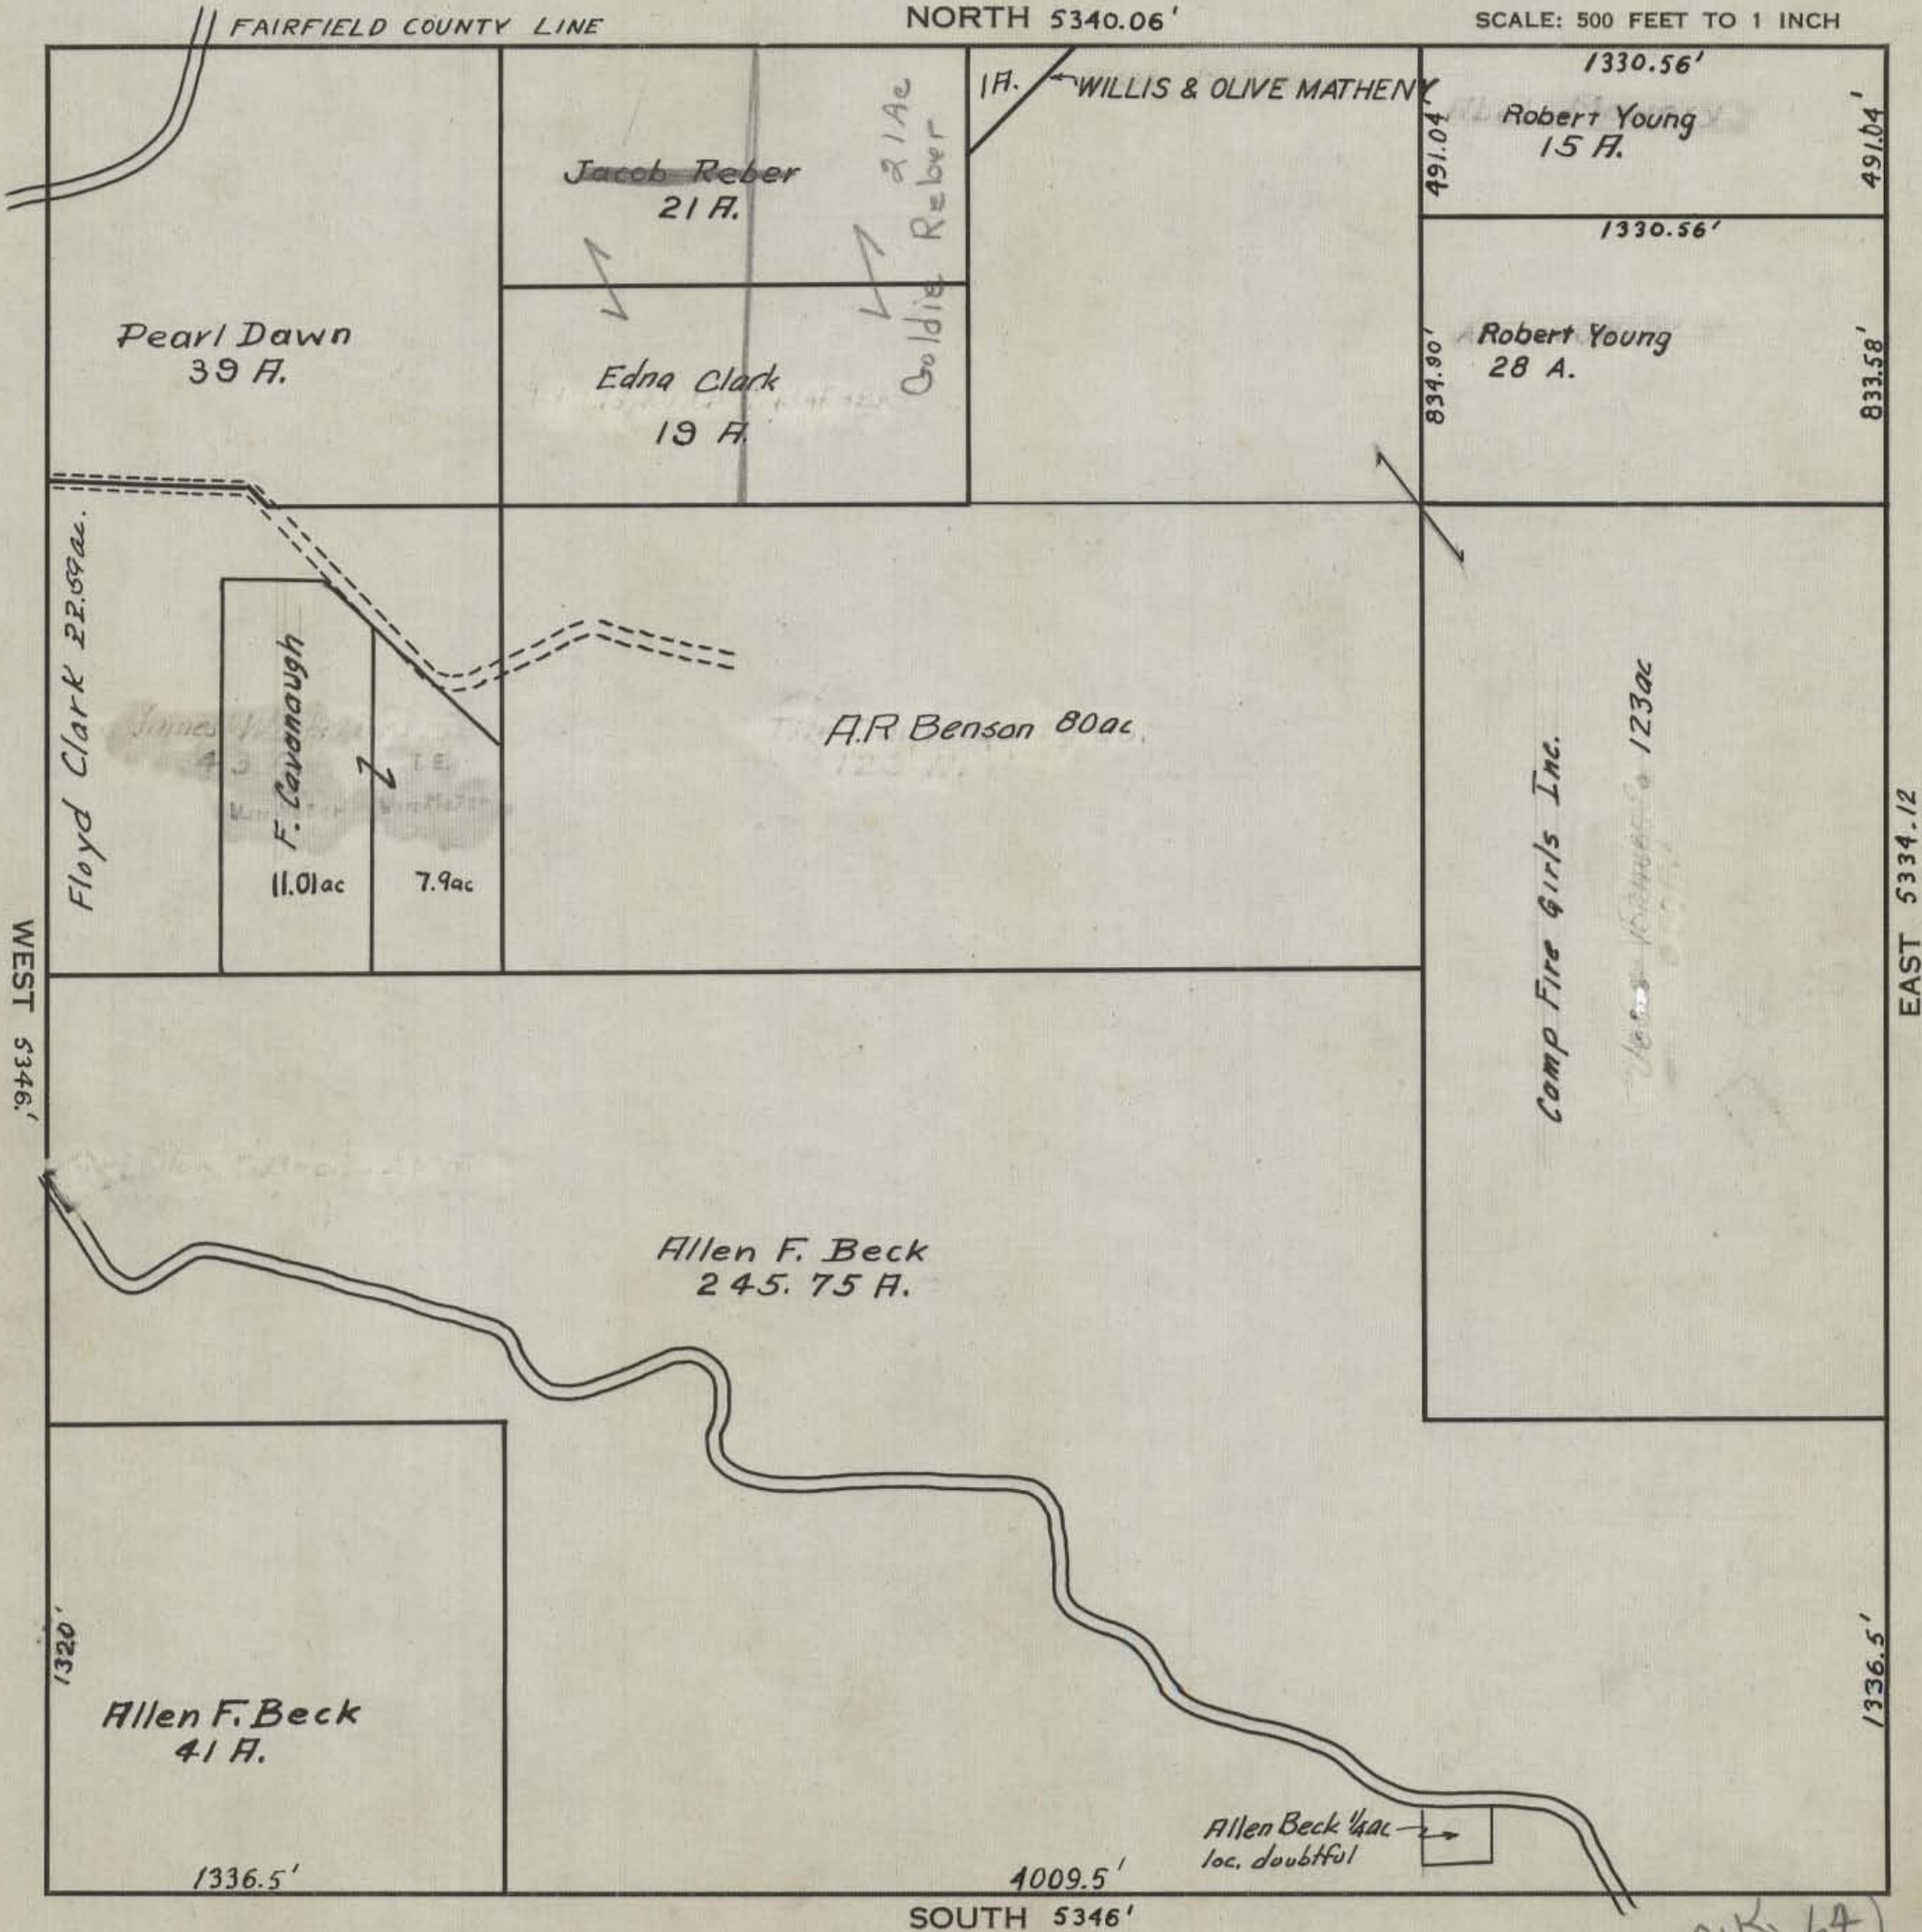 FAIRFIELD COUNTY LINE
NORTH 5340.06'
SCALE: 500 FEET TO 1 INCH
1 A.
WILLIS & OLIVE MATHENY
1330.56'
491.04'
Robert Young
15 A.
491.04'
Jacob Reber
21 A.
21 Ac
Goldie Reber
1330.56'
Pearl Dawn
39 A.
Edna Clark
19 A.
834.90'
Robert Young
28 A.
833.58'
Floyd Clark 22.09ac.
F. Cavanaugh
11.01ac
7.9ac
A.R Benson 80ac.
Camp Fire Girls Inc.
123ac
WEST 5346.'
EAST 5334.12
Allen F. Beck
245.75 A.
1320'
Allen F. Beck
41 A.
1336.5'
1336.5'
4009.5'
Allen Beck 1/4ac
loc. doubtful
SOUTH 5346'